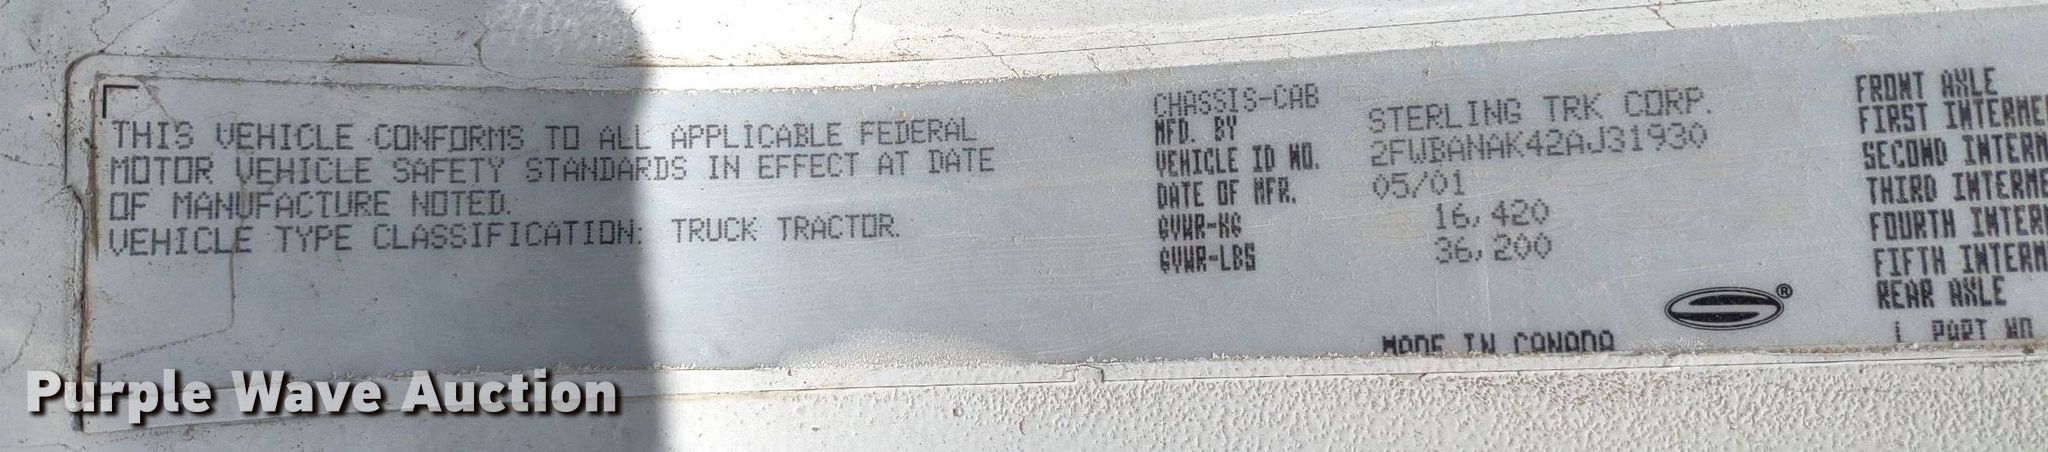 THIS VEHICLE CONFORMS TO ALL APPLICABLE FEDERAL
MOTOR VEHICLE SAFETY STANDARDS IN EFFECT AT DATE
OF MANUFACTURE NOTED.
VEHICLE TYPE CLASSIFICATION: TRUCK TRACTOR.
CHASSIS-CAB
MFD. BY STERLING TRK CORP.
VEHICLE ID NO. 2FWBANAK42AJ31930
DATE OF MFR. 05/01
GVWR-KG 16,420
GVWR-LBS 36,200
MADE IN CANADA
®
FRONT AXLE
FIRST INTERME
SECOND INTERM
THIRD INTERME
FOURTH INTER
FIFTH INTERM
REAR AXLE
PART NO
Purple Wave Auction